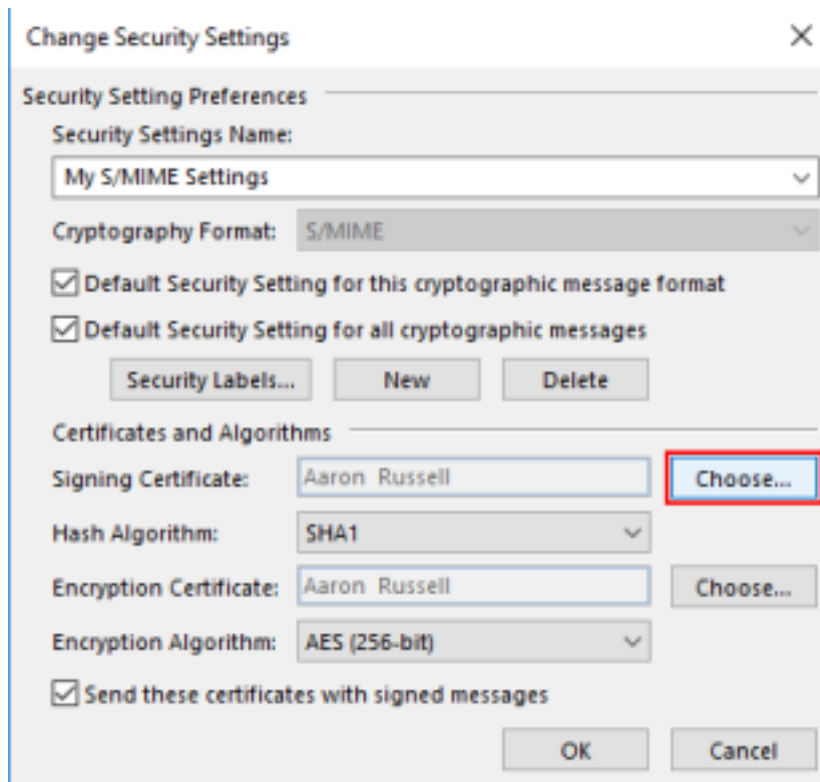 Change Security Settings
Security Setting Preferences
Security Settings Name:
My S/MIME Settings
Cryptography Format: S/MIME
Default Security Setting for this cryptographic message format
Default Security Setting for all cryptographic messages
Security Labels... New Delete
Certificates and Algorithms
Signing Certificate: Aaron Russell Choose...
Hash Algorithm: SHA1
Encryption Certificate: Aaron Russell Choose...
Encryption Algorithm: AES (256-bit)
Send these certificates with signed messages
OK Cancel